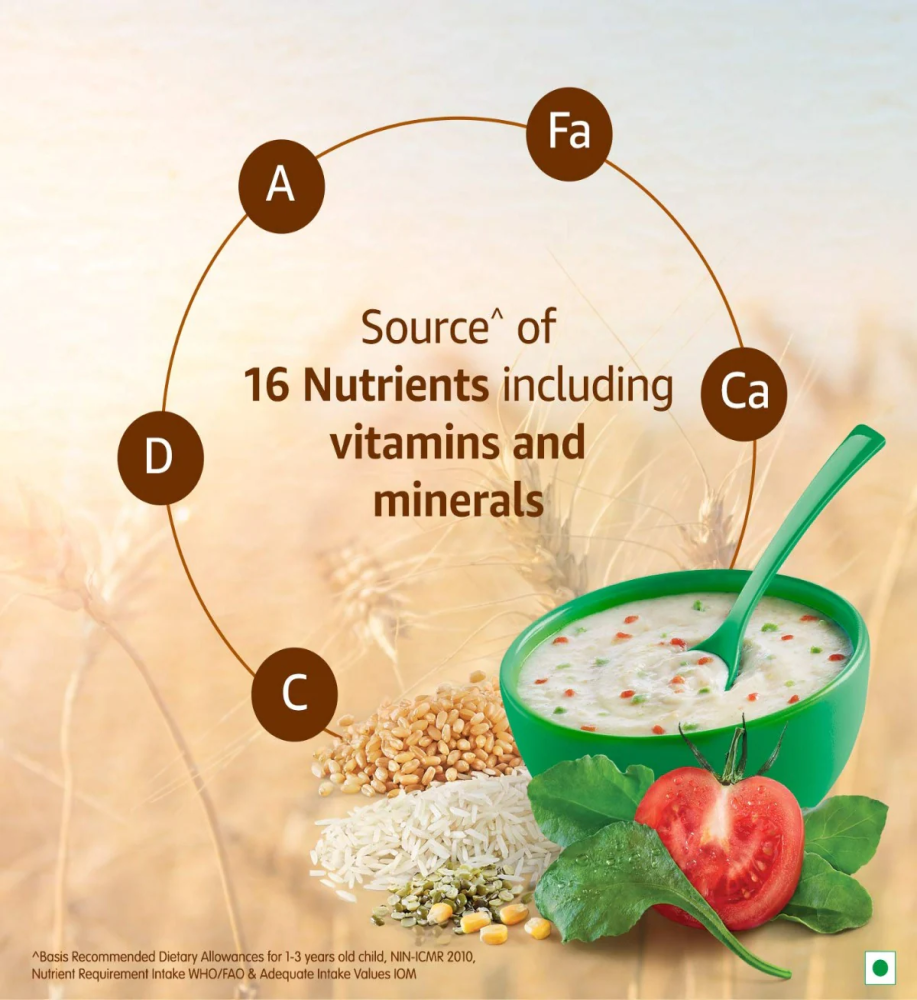 Fa
A
Source^ of
16 Nutrients including
vitamins and
minerals
Ca
D
C
^Basis Recommended Dietary Allowances for 1-3 years old child, NIN-ICMR 2010,
Nutrient Requirement Intake WHO/FAO & Adequate Intake Values IOM